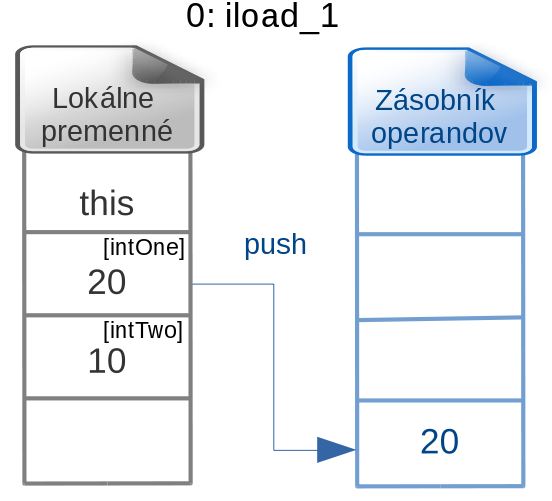 0: iload_1
Lokálne
premenné
Zásobník
operandov
this
[intOne]
20
push
[intTwo]
10
20